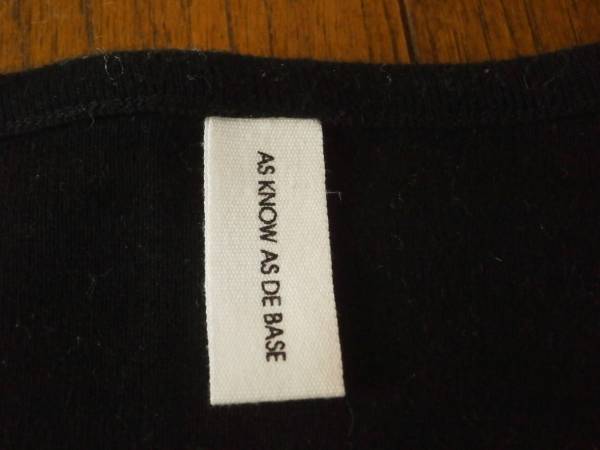 AS KNOW AS DE BASE